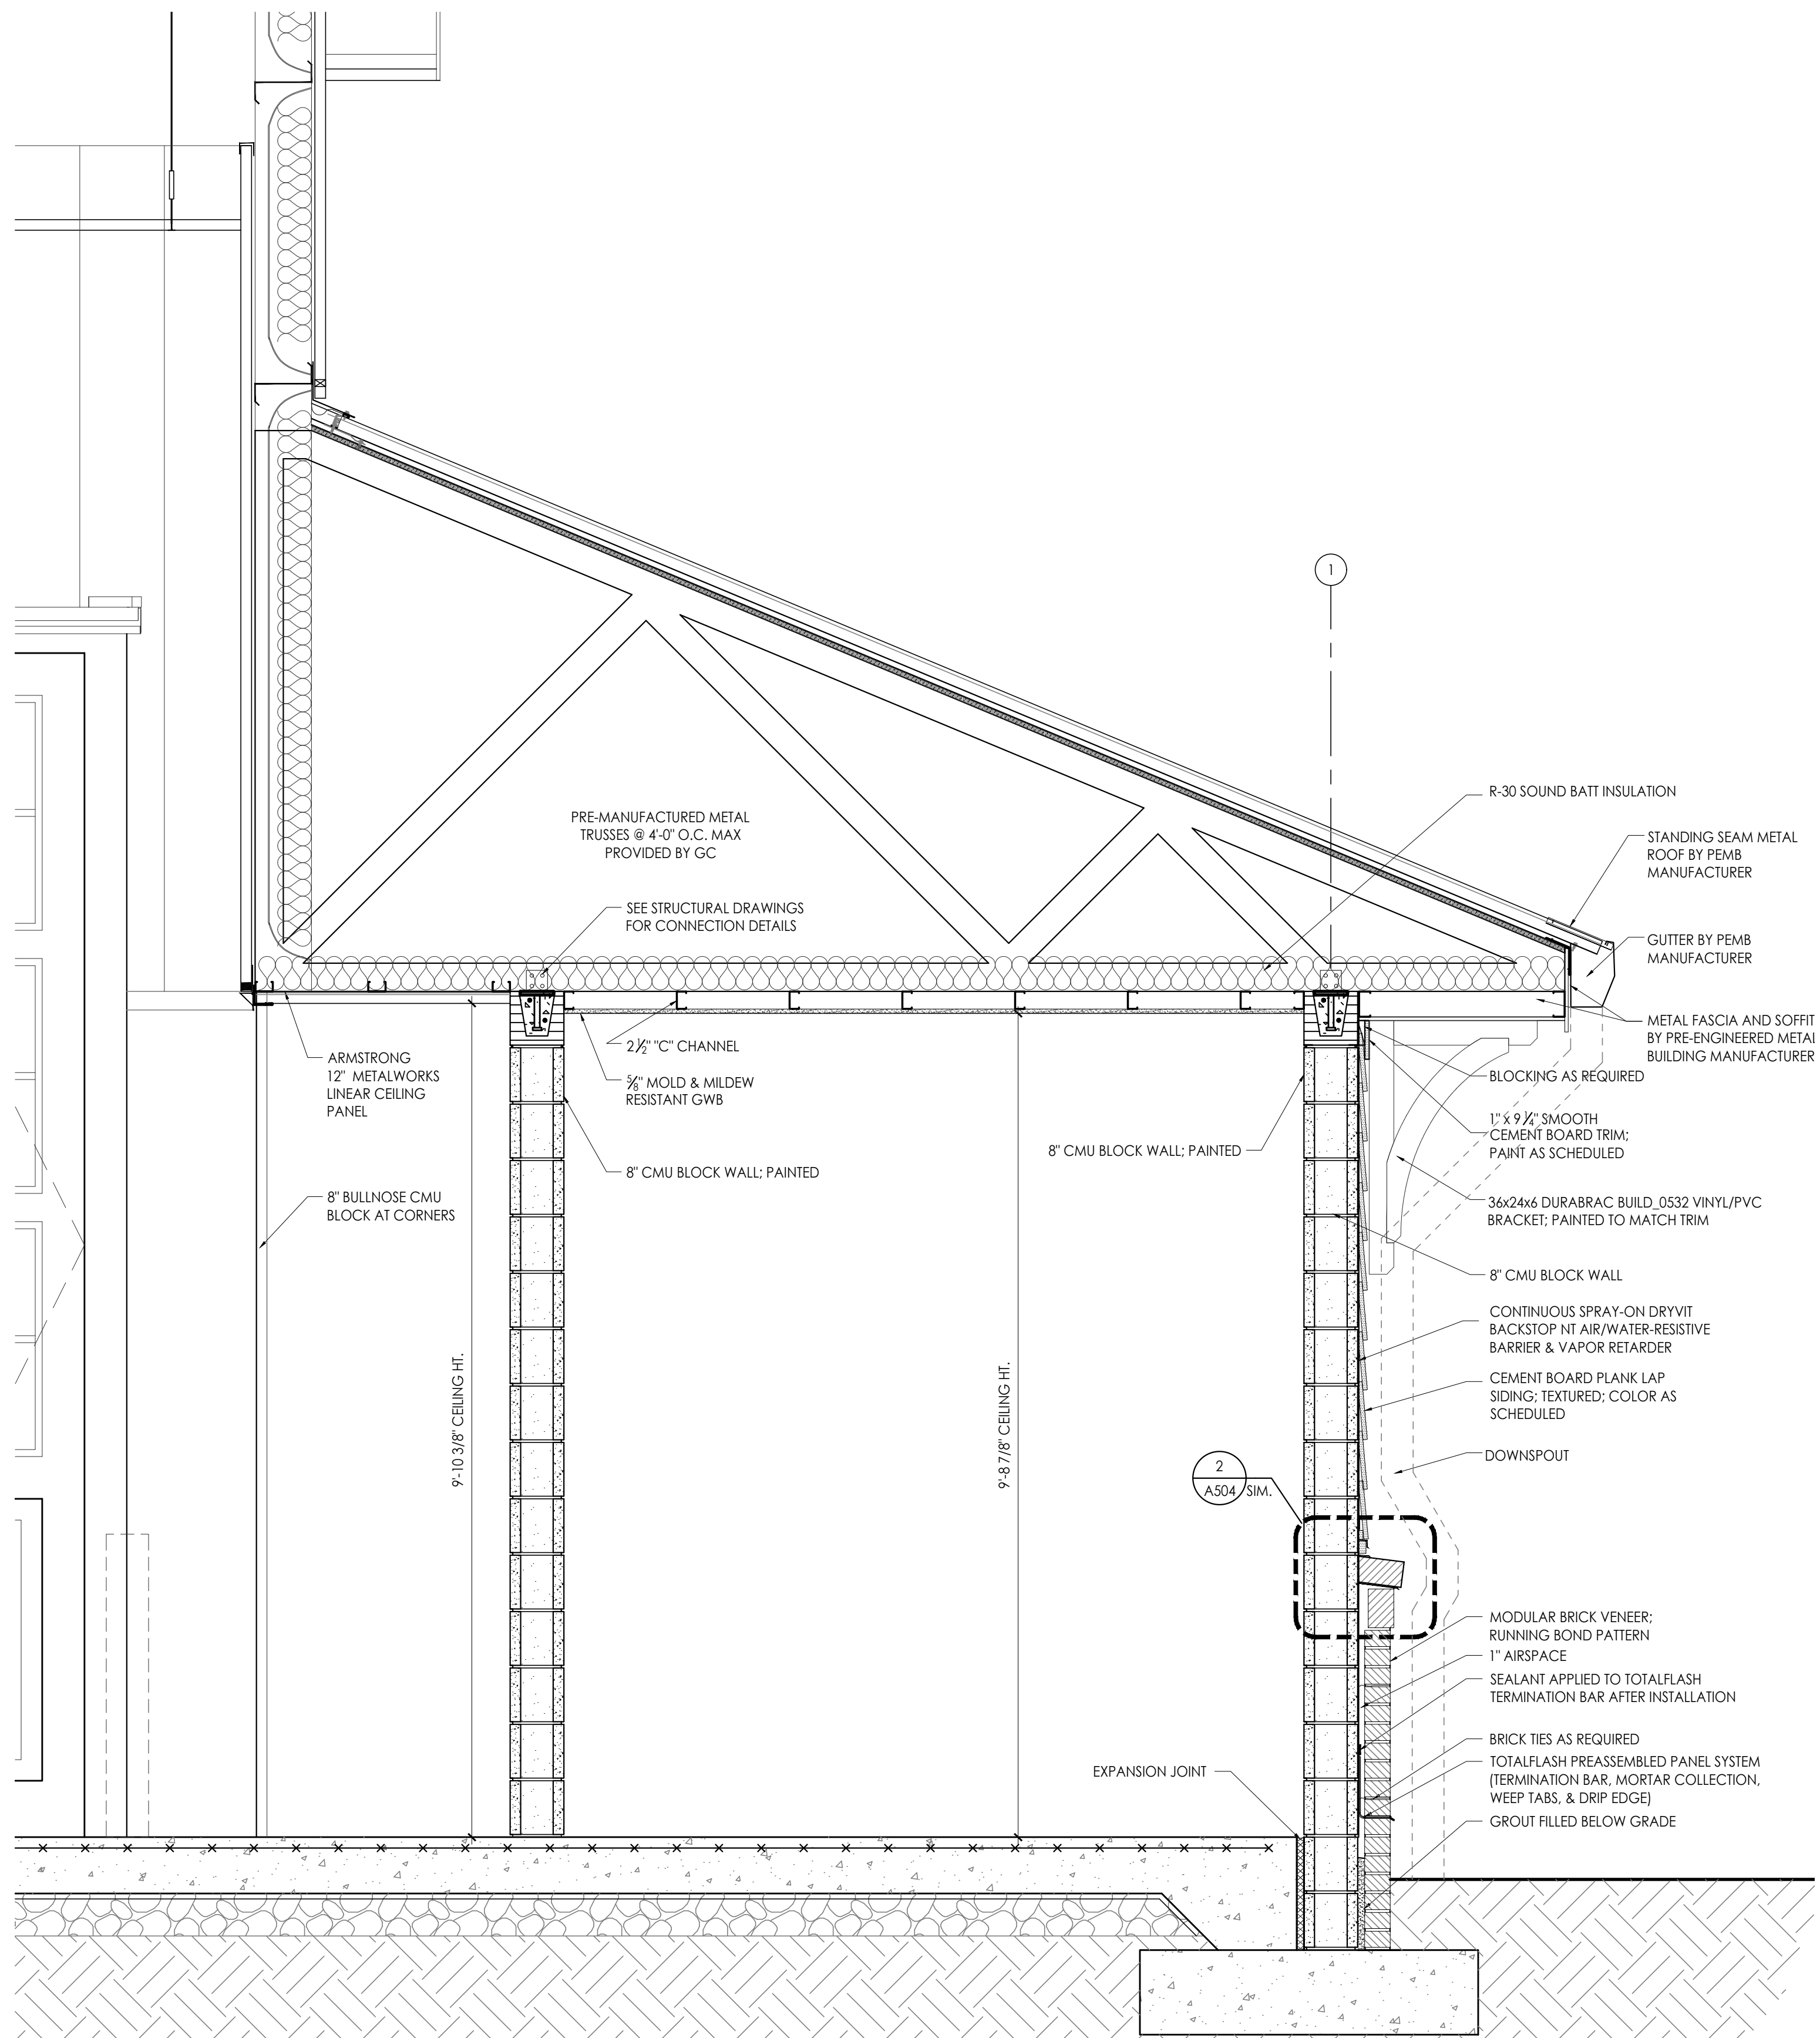 1
PRE-MANUFACTURED METAL
TRUSSES @ 4'-0" O.C. MAX
PROVIDED BY GC
SEE STRUCTURAL DRAWINGS
FOR CONNECTION DETAILS
R-30 SOUND BATT INSULATION
STANDING SEAM METAL
ROOF BY PEMB
MANUFACTURER
GUTTER BY PEMB
MANUFACTURER
METAL FASCIA AND SOFFIT
BY PRE-ENGINEERED METAL
BUILDING MANUFACTURER
ARMSTRONG
12" METALWORKS
LINEAR CEILING
PANEL
2 1/2" "C" CHANNEL
5/8" MOLD & MILDEW
RESISTANT GWB
8" CMU BLOCK WALL; PAINTED
8" CMU BLOCK WALL; PAINTED
8" BULLNOSE CMU
BLOCK AT CORNERS
BLOCKING AS REQUIRED
1" x 9 1/4" SMOOTH
CEMENT BOARD TRIM;
PAINT AS SCHEDULED
36x24x6 DURABRAC BUILD_0532 VINYL/PVC
BRACKET; PAINTED TO MATCH TRIM
8" CMU BLOCK WALL
CONTINUOUS SPRAY-ON DRYVIT
BACKSTOP NT AIR/WATER-RESISTIVE
BARRIER & VAPOR RETARDER
CEMENT BOARD PLANK LAP
SIDING; TEXTURED; COLOR AS
SCHEDULED
DOWNSPOUT
9'-10 3/8" CEILING HT.
9'-8 7/8" CEILING HT.
2
A504 SIM.
MODULAR BRICK VENEER;
RUNNING BOND PATTERN
1" AIRSPACE
SEALANT APPLIED TO TOTALFLASH
TERMINATION BAR AFTER INSTALLATION
BRICK TIES AS REQUIRED
TOTALFLASH PREASSEMBLED PANEL SYSTEM
(TERMINATION BAR, MORTAR COLLECTION,
WEEP TABS, & DRIP EDGE)
GROUT FILLED BELOW GRADE
EXPANSION JOINT